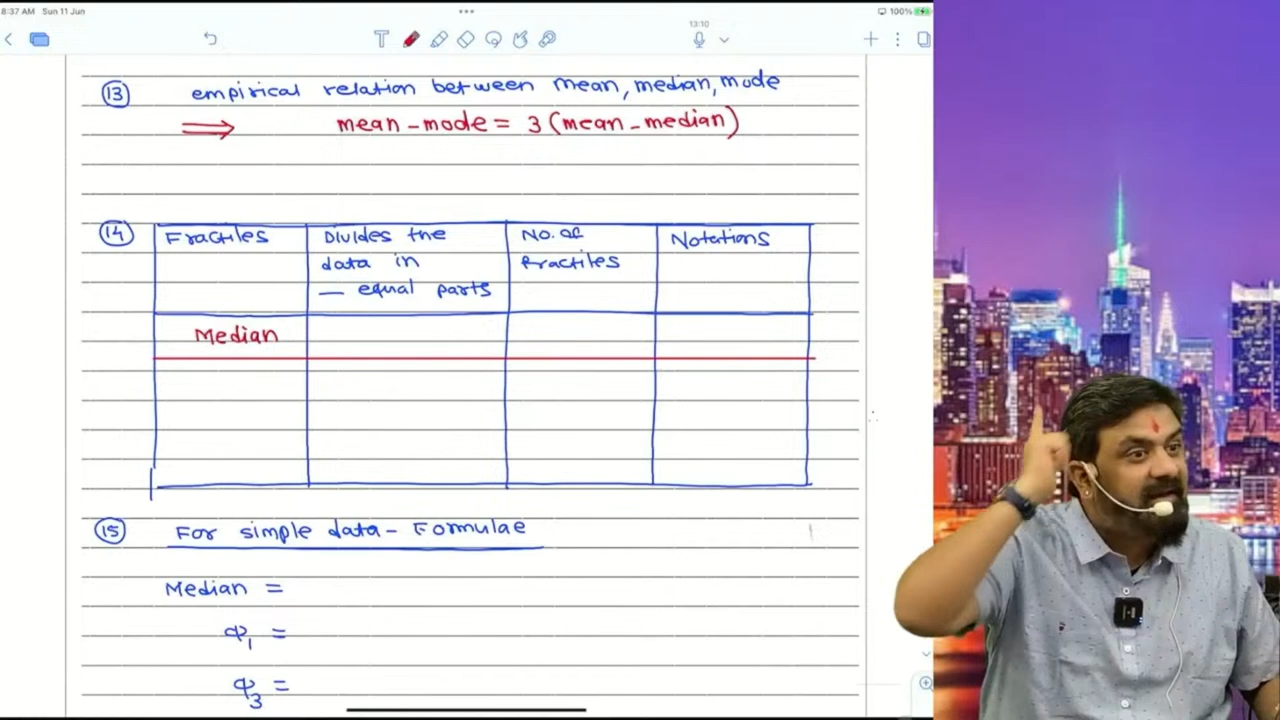 8:37 AM Sun 11 Jun
100%
13:10
T
13 empirical relation between mean, median, mode
⇒ mean - mode = 3 (mean - median)
14 Fractiles Divides the data in — equal parts No. of fractiles Notations
Median
15 For simple data - Formulae
Median =
Q1 =
Q3 =